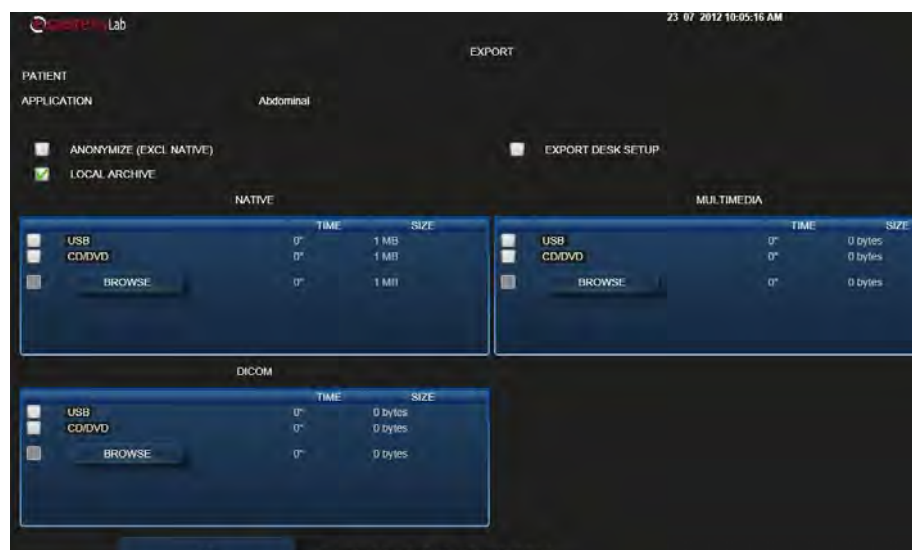 Lab
23 07 2012 10:05:16 AM
EXPORT
PATIENT
APPLICATION Abdominal
ANONYMIZE (EXCL NATIVE) EXPORT DESK SETUP
LOCAL ARCHIVE
NATIVE
TIME SIZE
USB 0" 1 MB
CD/DVD 0" 1 MB
BROWSE 0" 1 MB
MULTIMEDIA
TIME SIZE
USB 0" 0 bytes
CD/DVD 0" 0 bytes
BROWSE 0" 0 bytes
DICOM
TIME SIZE
USB 0" 0 bytes
CD/DVD 0" 0 bytes
BROWSE 0" 0 bytes